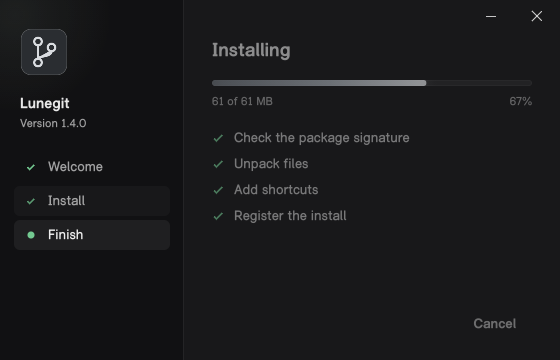 Lunegit
Version 1.4.0
Welcome
Install
Finish
Installing
61 of 61 MB
67%
Check the package signature
Unpack files
Add shortcuts
Register the install
Cancel